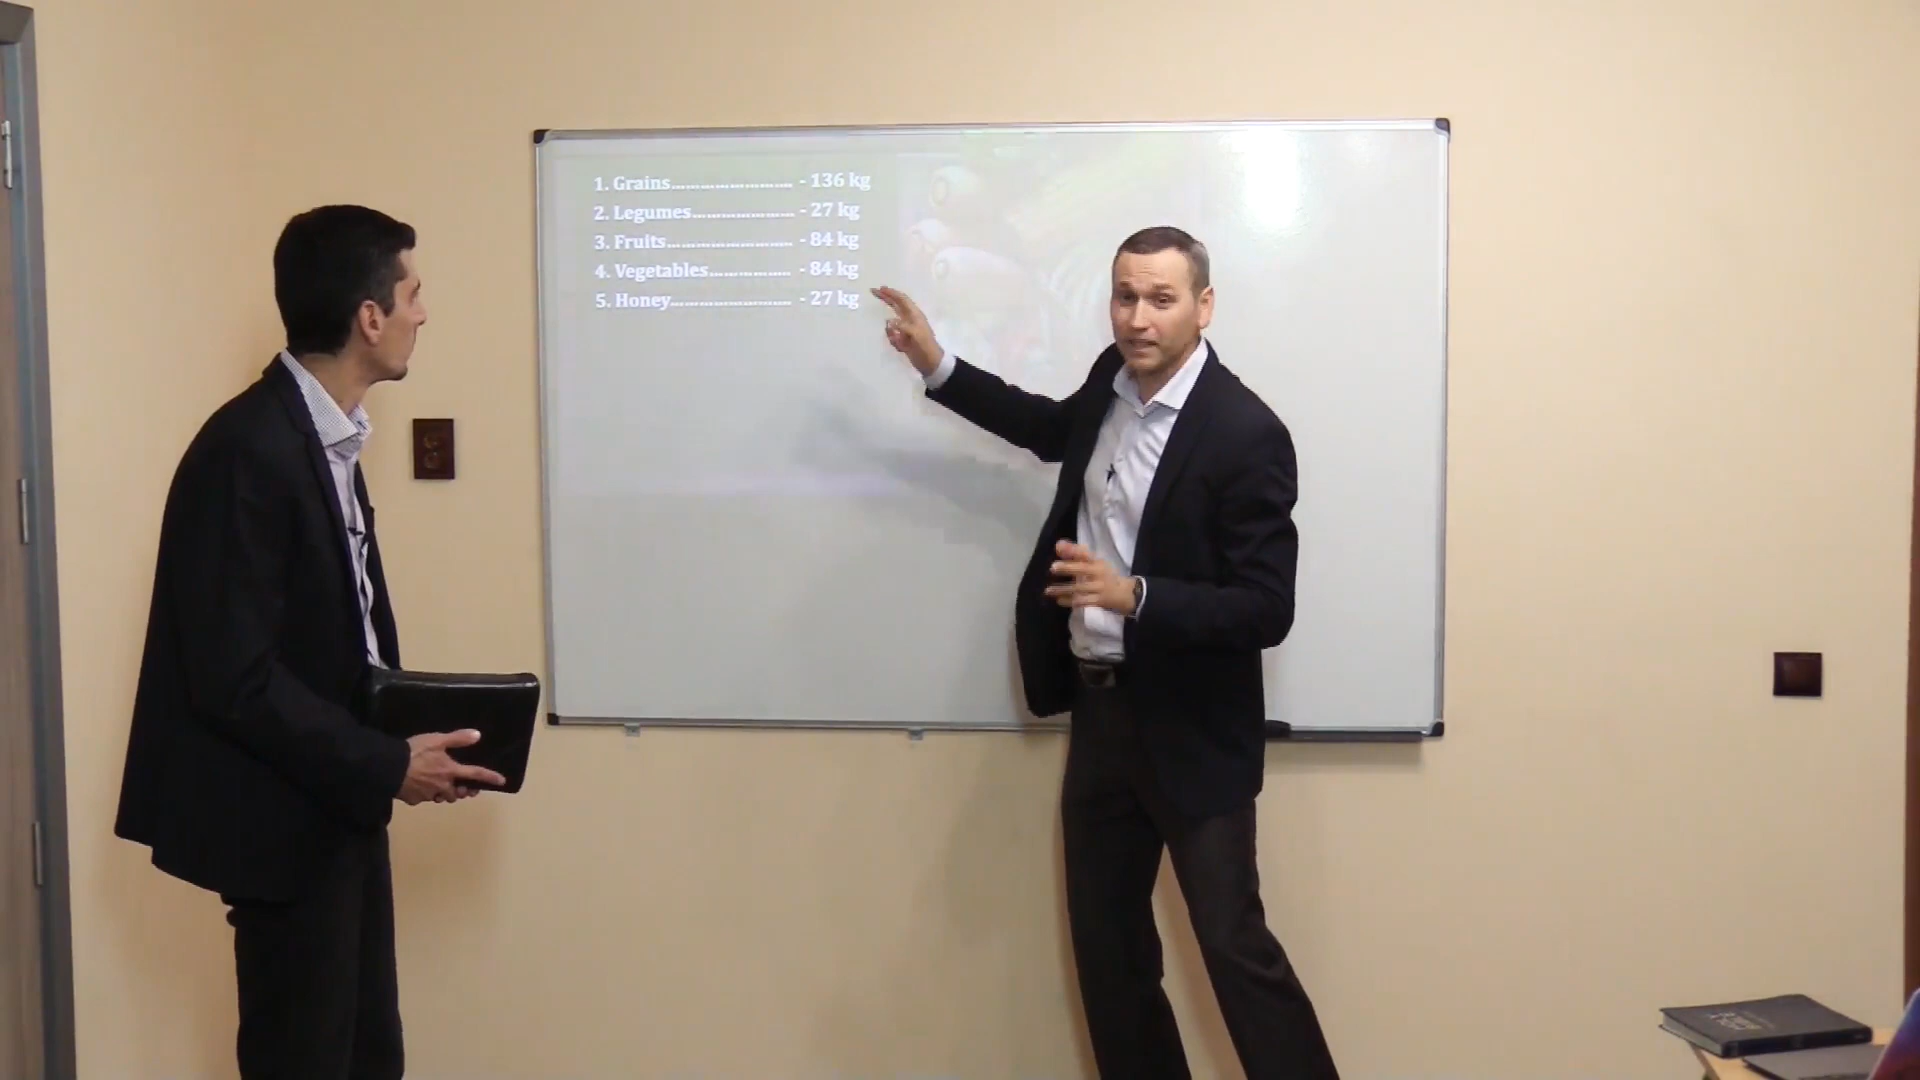 1. Grains........................ - 136 kg
2. Legumes..................... - 27 kg
3. Fruits......................... - 84 kg
4. Vegetables................ - 84 kg
5. Honey........................ - 27 kg